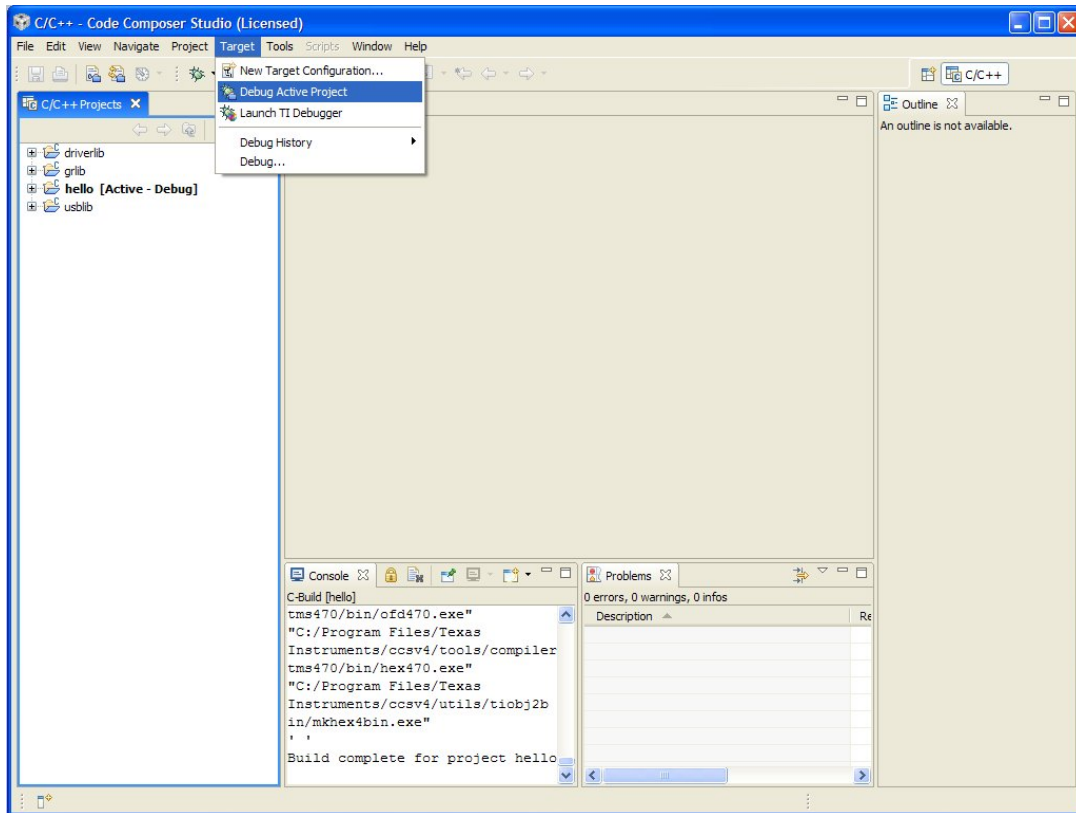 C/C++ - Code Composer Studio (Licensed)
File Edit View Navigate Project Target Tools Scripts Window Help
New Target Configuration...
Debug Active Project
Launch TI Debugger
Debug History
Debug...
C/C++
C/C++ Projects
driverlib
grlib
hello [Active - Debug]
usblib
Outline
An outline is not available.
Console
C-Build [hello]
tms470/bin/ofd470.exe"
"C:/Program Files/Texas
Instruments/ccsv4/tools/compiler
tms470/bin/hex470.exe"
"C:/Program Files/Texas
Instruments/ccsv4/utils/tiobj2b
in/mkhex4bin.exe"
' '
Build complete for project hello
Problems
0 errors, 0 warnings, 0 infos
Description Re